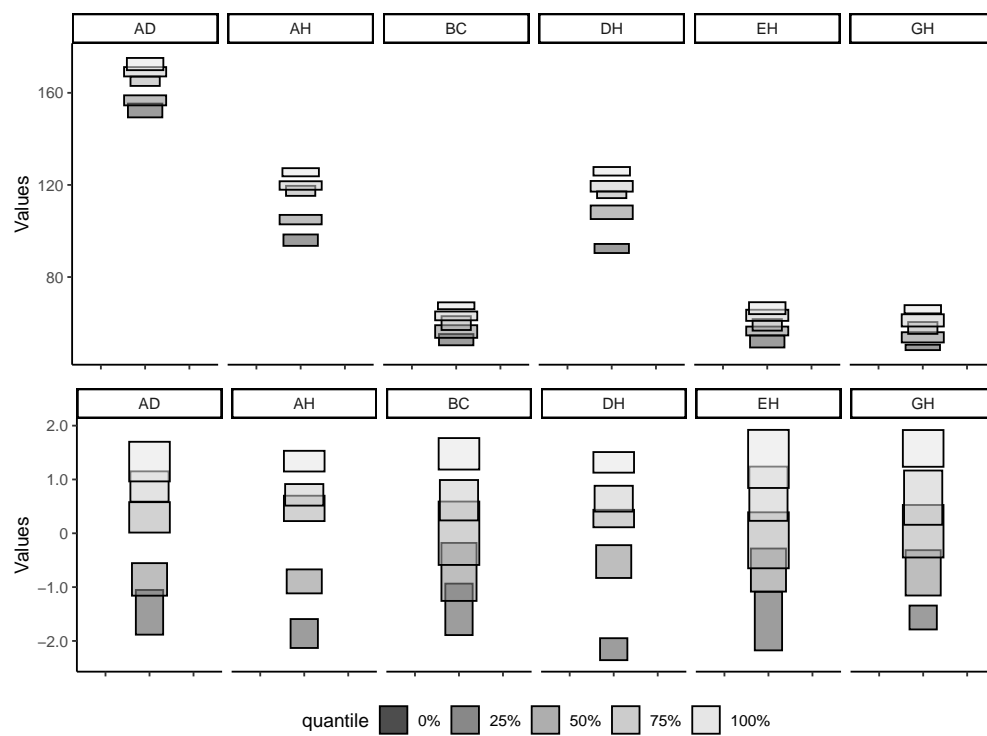 AD AH BC DH EH GH
Values
160
120
80
AD AH BC DH EH GH
Values
2.0
1.0
0
−1.0
−2.0
quantile 0% 25% 50% 75% 100%